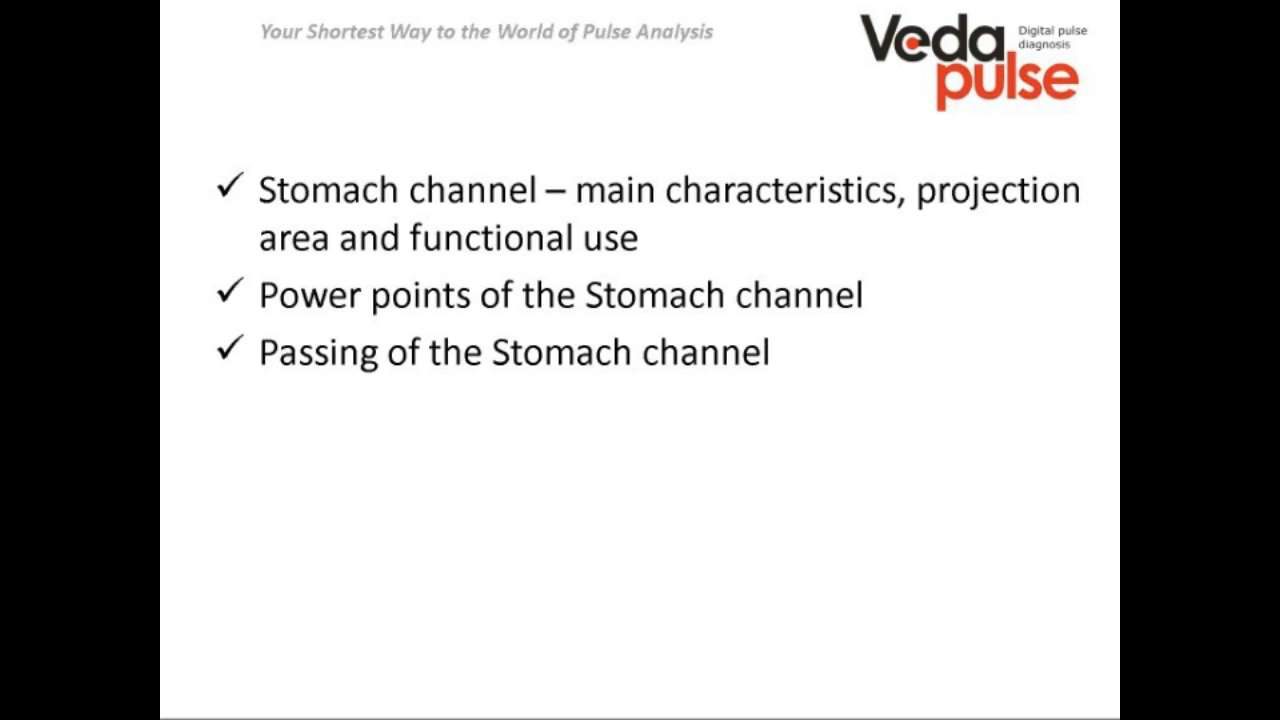 Your Shortest Way to the World of Pulse Analysis
Veda
pulse
Digital pulse
diagnosis
✓ Stomach channel – main characteristics, projection
area and functional use
✓ Power points of the Stomach channel
✓ Passing of the Stomach channel